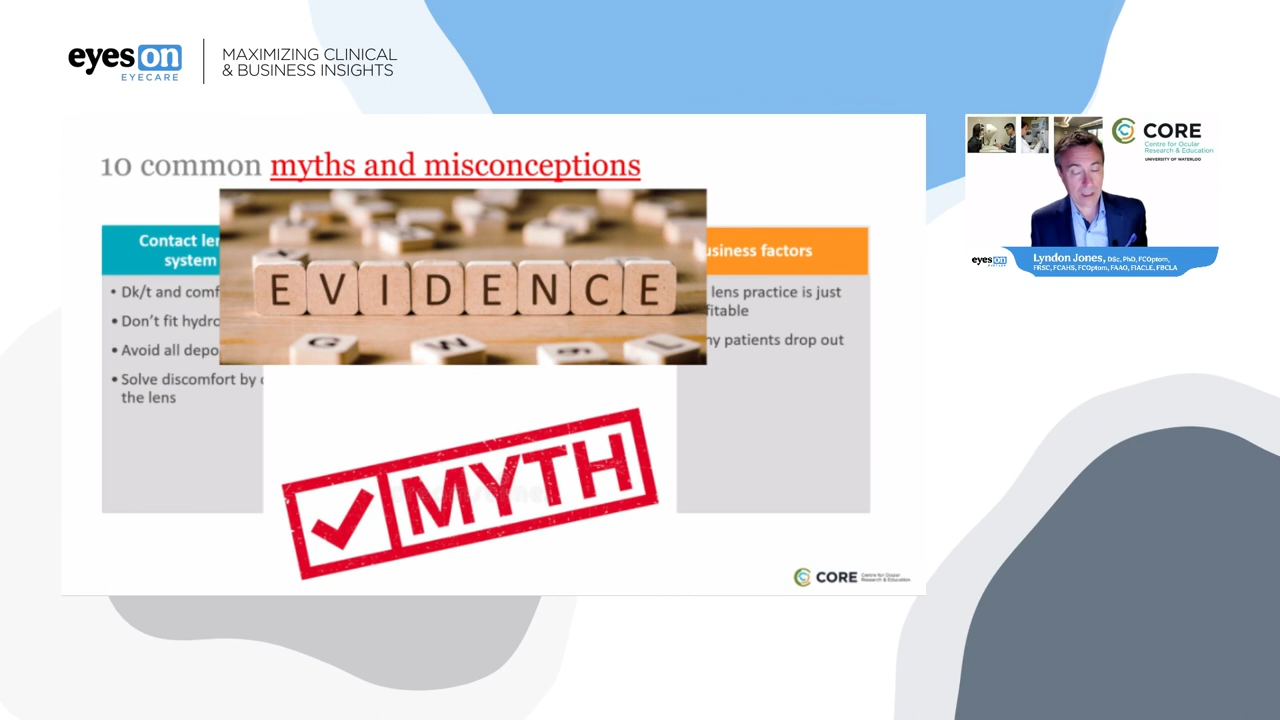 eyes on
EYECARE
MAXIMIZING CLINICAL
& BUSINESS INSIGHTS
CORE
Centre for Ocular
Research & Education
UNIVERSITY OF WATERLOO
eyes on
Lyndon Jones, DSc, PhD, FCOptom,
FRSC, FCAHS, FCOptom, FAAO, FIACLE, FBCLA
10 common myths and misconceptions
Contact le
system
• Dk/t and comf
• Don't fit hydro
• Avoid all depo
• Solve discomfort by
the lens
EVIDENCE
G W L
usiness factors
lens practice is just
fitable
ny patients drop out
MYTH
CORE
Centre for Ocular
Research & Education